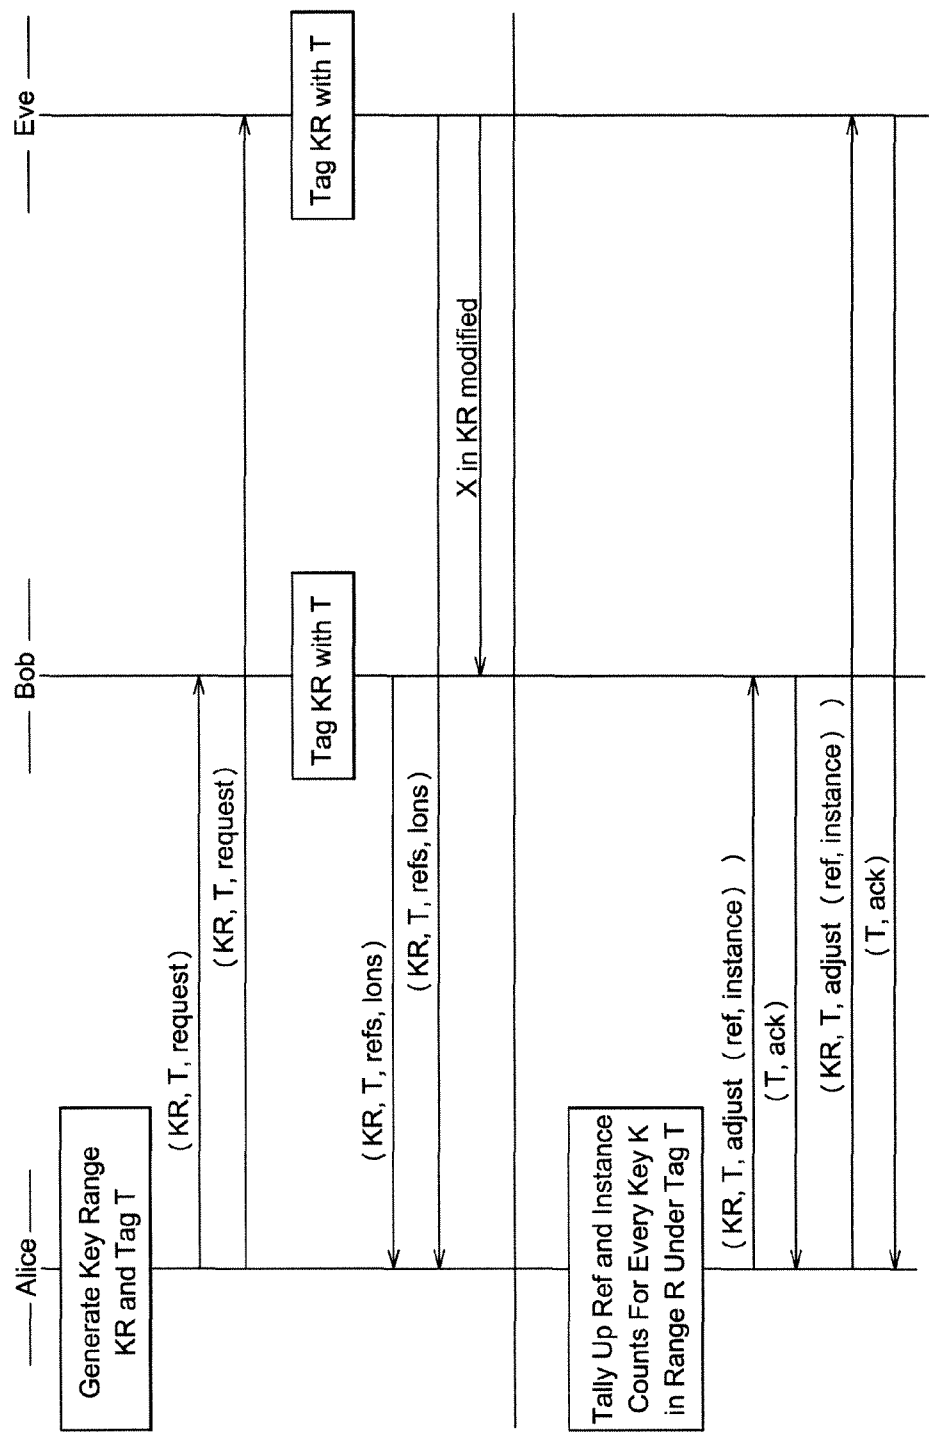 Alice
Bob
Eve
Generate Key Range
KR and Tag T
(KR, T, request)
(KR, T, request)
Tag KR with T
Tag KR with T
(KR, T, refs, lons)
(KR, T, refs, lons)
X in KR modified
Tally Up Ref and Instance
Counts For Every Key K
in Range R Under Tag T
(KR, T, adjust (ref, instance) )
(T, ack)
(KR, T, adjust (ref, instance) )
(T, ack)